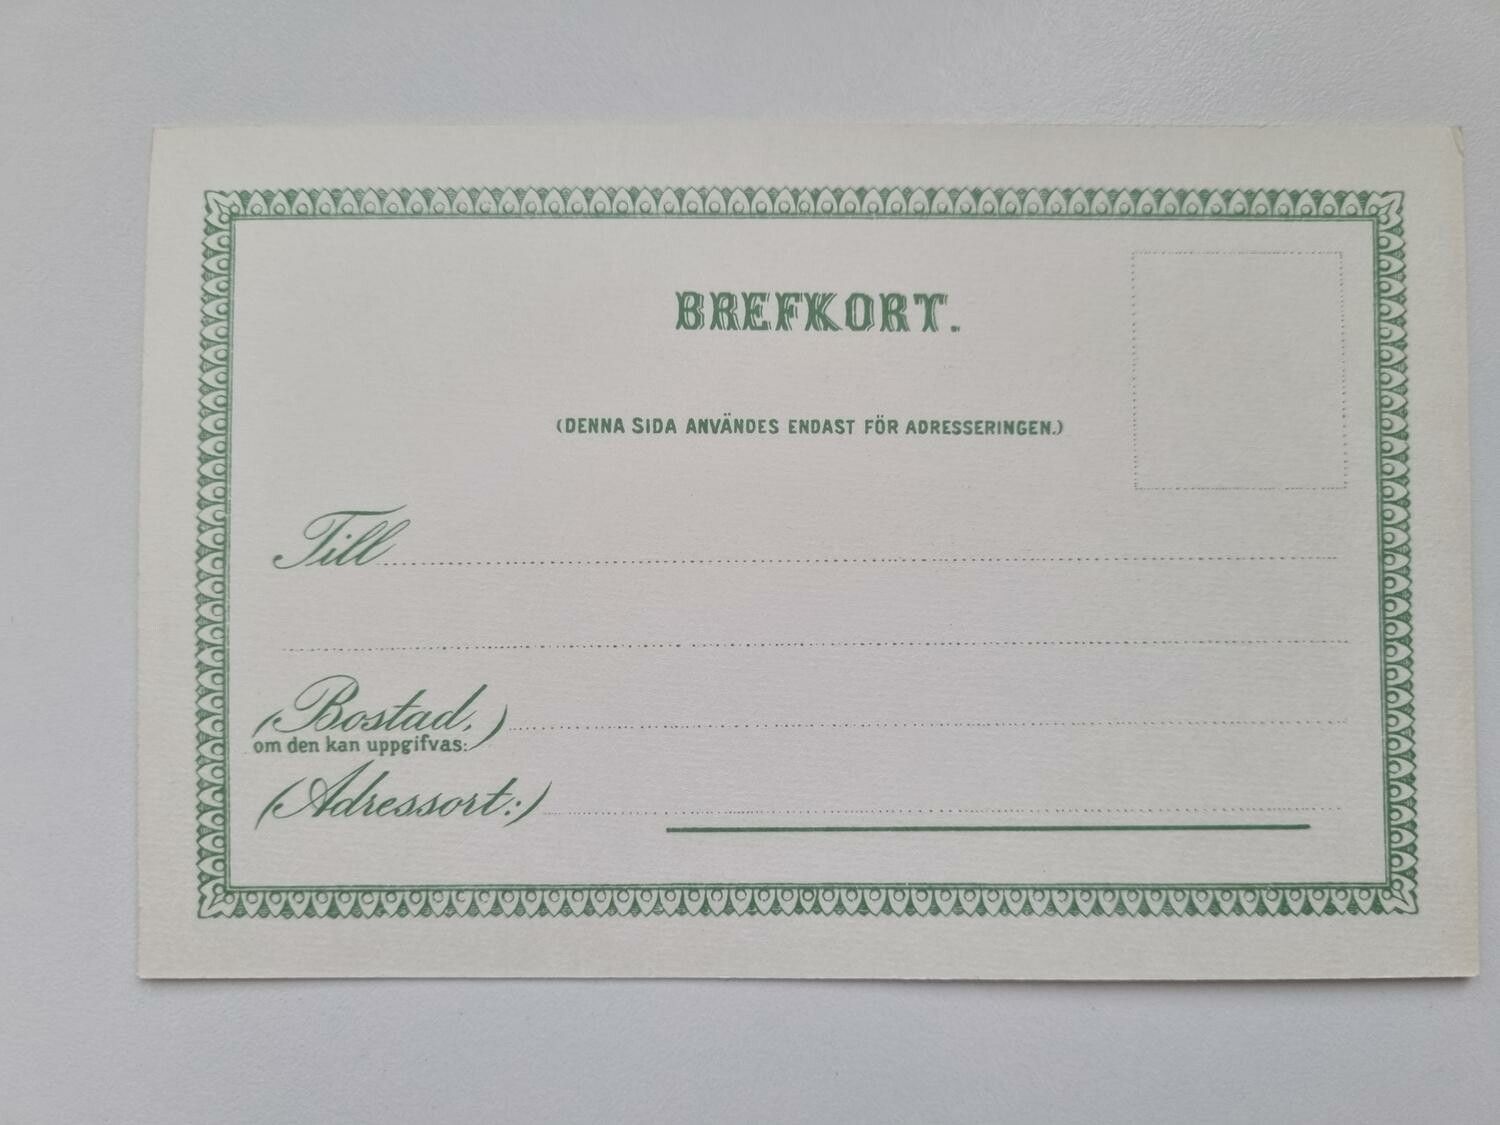 BREFKORT.
(DENNA SIDA ANVÄNDES ENDAST FÖR ADRESSERINGEN.)
Till
(Bostad,)
om den kan uppgifvas:
(Adressort:)